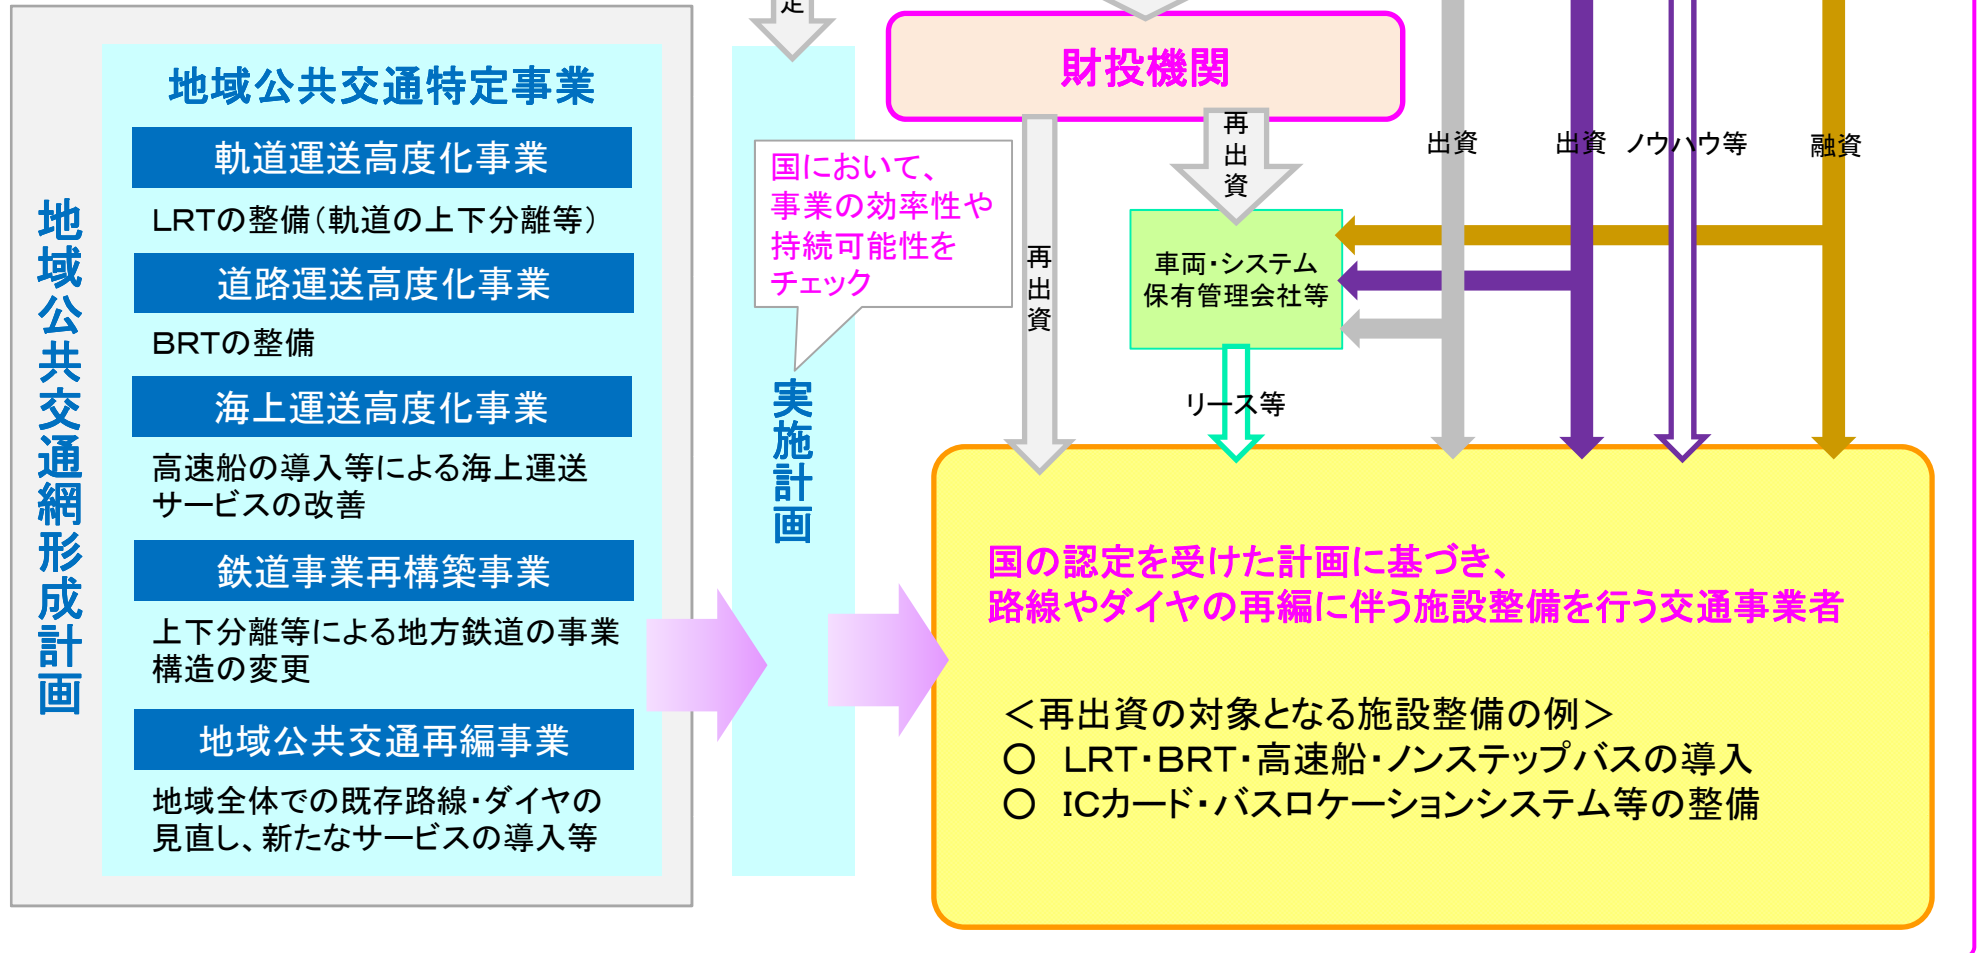 定
地域公共交通網形成計画
地域公共交通特定事業
軌道運送高度化事業
LRTの整備（軌道の上下分離等）
道路運送高度化事業
BRTの整備
海上運送高度化事業
高速船の導入等による海上運送
サービスの改善
鉄道事業再構築事業
上下分離等による地方鉄道の事業
構造の変更
地域公共交通再編事業
地域全体での既存路線・ダイヤの
見直し、新たなサービスの導入等
国において、
事業の効率性や
持続可能性を
チェック
実施計画
財投機関
再出資
再出資
出資
出資
ノウハウ等
融資
車両・システム
保有管理会社等
リース等
国の認定を受けた計画に基づき、
路線やダイヤの再編に伴う施設整備を行う交通事業者
＜再出資の対象となる施設整備の例＞
○　LRT・BRT・高速船・ノンステップバスの導入
○　ICカード・バスロケーションシステム等の整備